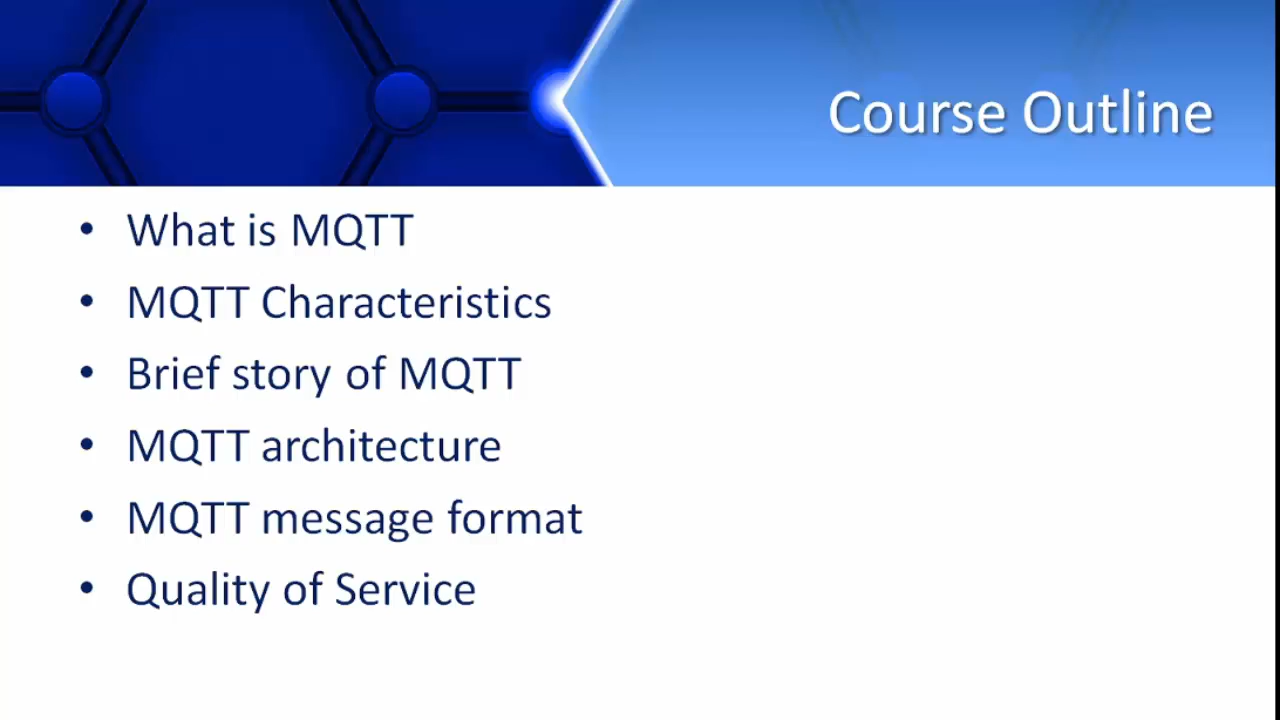 Course Outline
• What is MQTT
• MQTT Characteristics
• Brief story of MQTT
• MQTT architecture
• MQTT message format
• Quality of Service